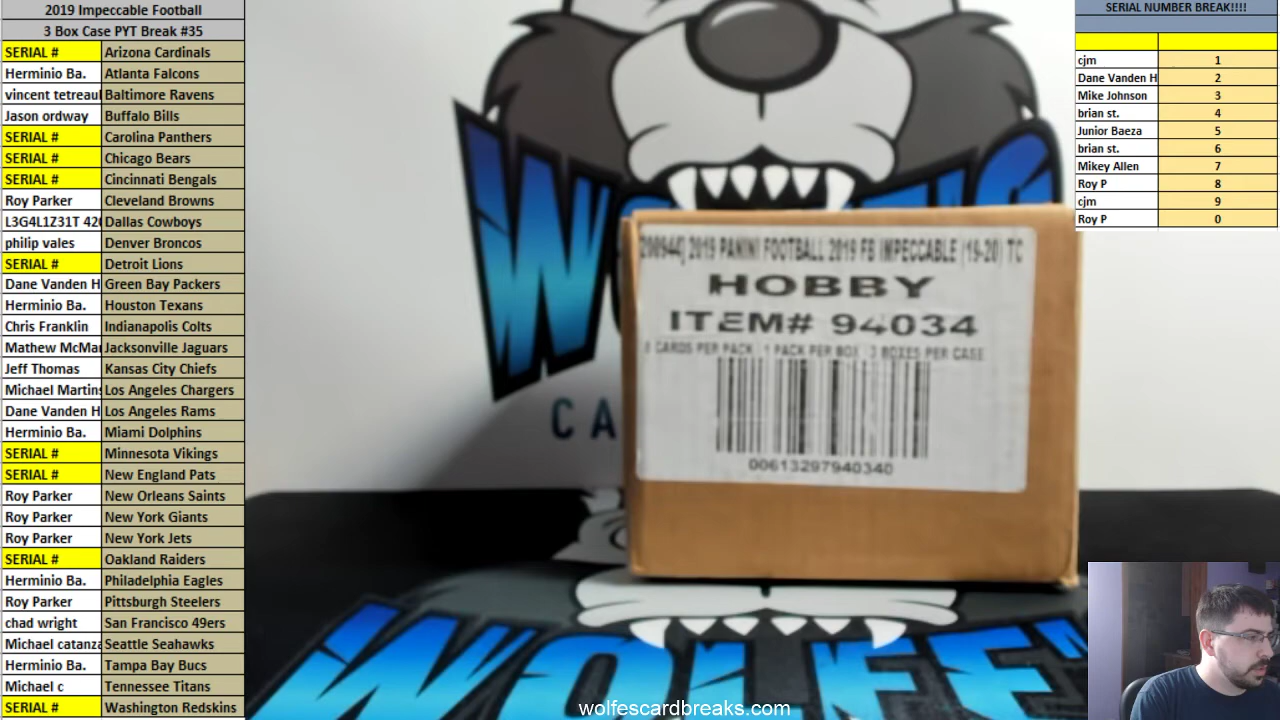 2019 Impeccable Football
3 Box Case PYT Break #35
SERIAL # Arizona Cardinals
Herminio Ba. Atlanta Falcons
vincent tetreaul Baltimore Ravens
Jason ordway Buffalo Bills
SERIAL # Carolina Panthers
SERIAL # Chicago Bears
SERIAL # Cincinnati Bengals
Roy Parker Cleveland Browns
L3G4L1Z31T 420 Dallas Cowboys
philip vales Denver Broncos
SERIAL # Detroit Lions
Dane Vanden H Green Bay Packers
Herminio Ba. Houston Texans
Chris Franklin Indianapolis Colts
Mathew McMar Jacksonville Jaguars
Jeff Thomas Kansas City Chiefs
Michael Martins Los Angeles Chargers
Dane Vanden H Los Angeles Rams
Herminio Ba. Miami Dolphins
SERIAL # Minnesota Vikings
SERIAL # New England Pats
Roy Parker New Orleans Saints
Roy Parker New York Giants
Roy Parker New York Jets
SERIAL # Oakland Raiders
Herminio Ba. Philadelphia Eagles
Roy Parker Pittsburgh Steelers
chad wright San Francisco 49ers
Michael catanza Seattle Seahawks
Herminio Ba. Tampa Bay Bucs
Michael c Tennessee Titans
SERIAL # Washington Redskins
SERIAL NUMBER BREAK!!!!
cjm 1
Dane Vanden H 2
Mike Johnson 3
brian st. 4
Junior Baeza 5
brian st. 6
Mikey Allen 7
Roy P 8
cjm 9
Roy P 0
2019 PANINI FOOTBALL 2019 FB IMPECCABLE (19-20) TC
HOBBY
ITEM# 94034
CARDS PER PACK 1 PACK PER BOX 3 BOXES PER CASE
00613297940340
CA
WOLFE
wolfescardbreaks.com